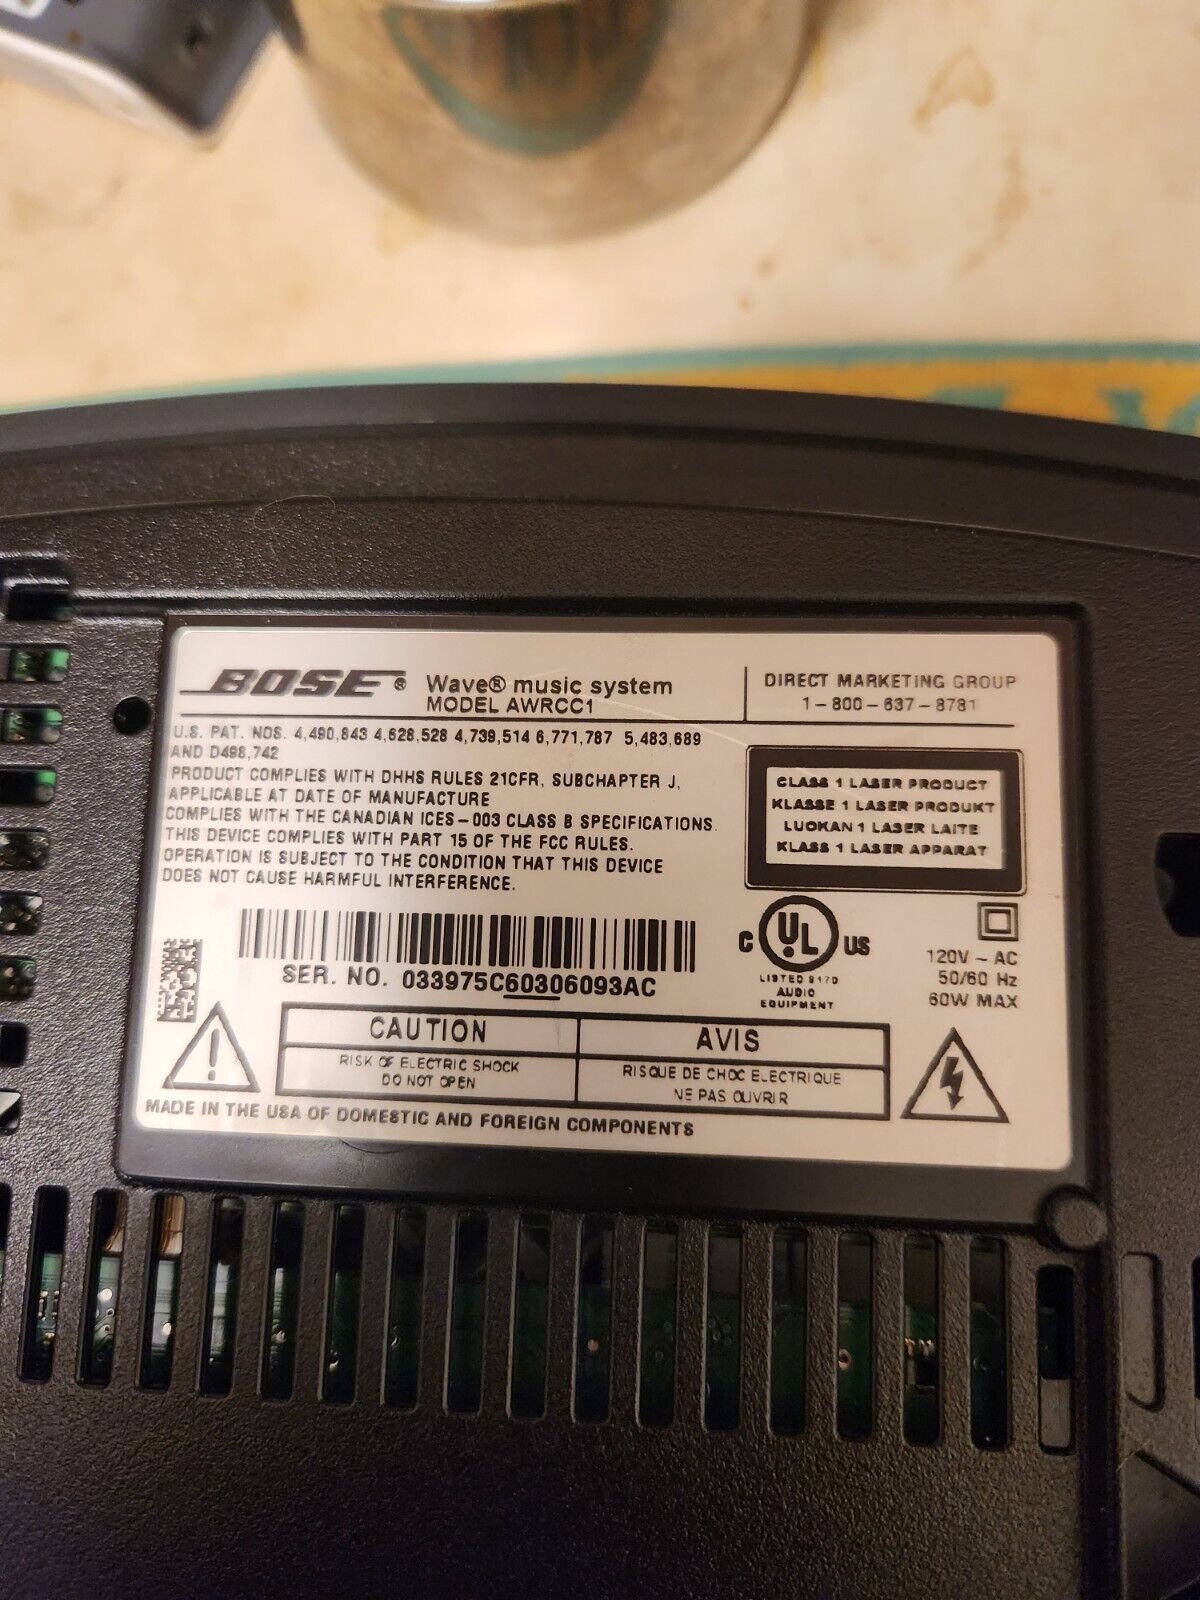 BOSE® Wave® music system
MODEL AWRCC1
DIRECT MARKETING GROUP
1-800-637-8781
U.S. PAT. NOS. 4,490,843 4,628,528 4,739,514 6,771,787 5,483,689
AND D498,742
PRODUCT COMPLIES WITH DHHS RULES 21CFR, SUBCHAPTER J,
APPLICABLE AT DATE OF MANUFACTURE
COMPLIES WITH THE CANADIAN ICES-003 CLASS B SPECIFICATIONS.
THIS DEVICE COMPLIES WITH PART 15 OF THE FCC RULES.
OPERATION IS SUBJECT TO THE CONDITION THAT THIS DEVICE
DOES NOT CAUSE HARMFUL INTERFERENCE.
CLASS 1 LASER PRODUCT
KLASSE 1 LASER PRODUKT
LUOKAN 1 LASER LAITE
KLASS 1 LASER APPARAT
SER. NO. 033975C60306093AC
C UL US
LISTED 9170
AUDIO
EQUIPMENT
120V ~ AC
50/60 Hz
60W MAX
CAUTION
RISK OF ELECTRIC SHOCK
DO NOT OPEN
AVIS
RISQUE DE CHOC ELECTRIQUE
NE PAS OUVRIR
MADE IN THE USA OF DOMESTIC AND FOREIGN COMPONENTS